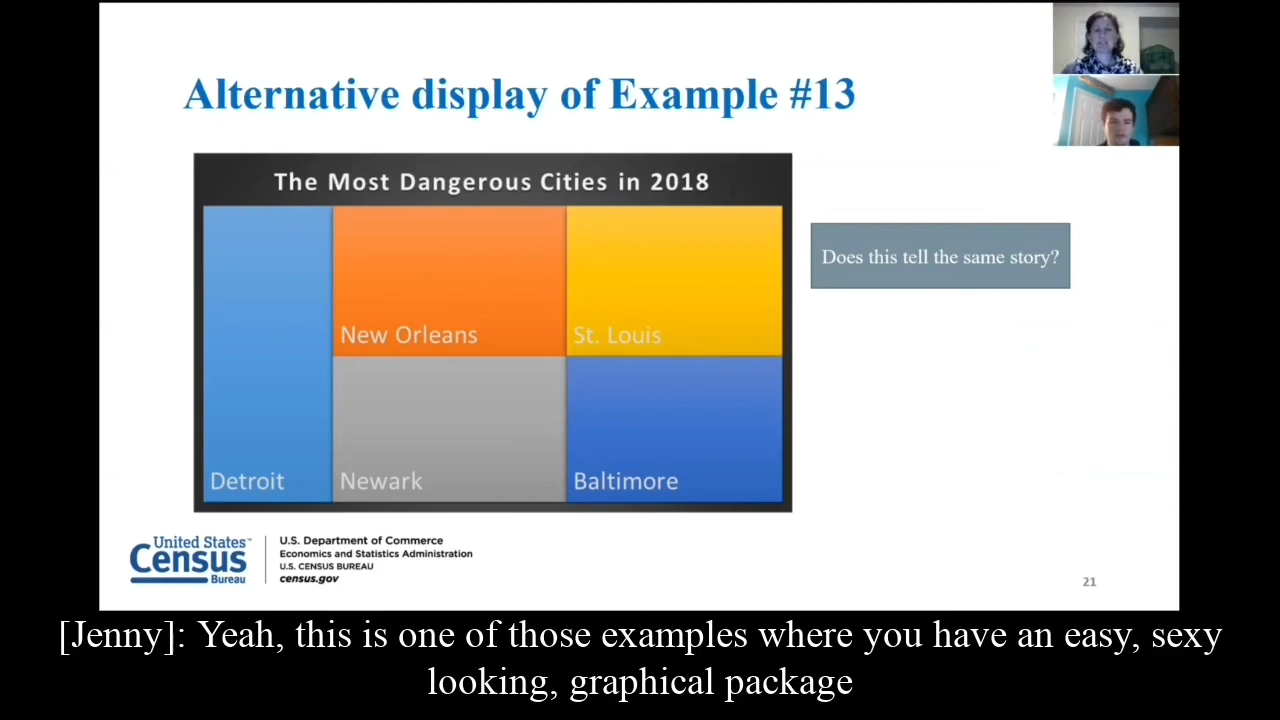 Alternative display of Example #13
The Most Dangerous Cities in 2018
New Orleans
St. Louis
Detroit
Newark
Baltimore
Does this tell the same story?
United States™
Census
Bureau
U.S. Department of Commerce
Economics and Statistics Administration
U.S. CENSUS BUREAU
census.gov
21
[Jenny]: Yeah, this is one of those examples where you have an easy, sexy
looking, graphical package